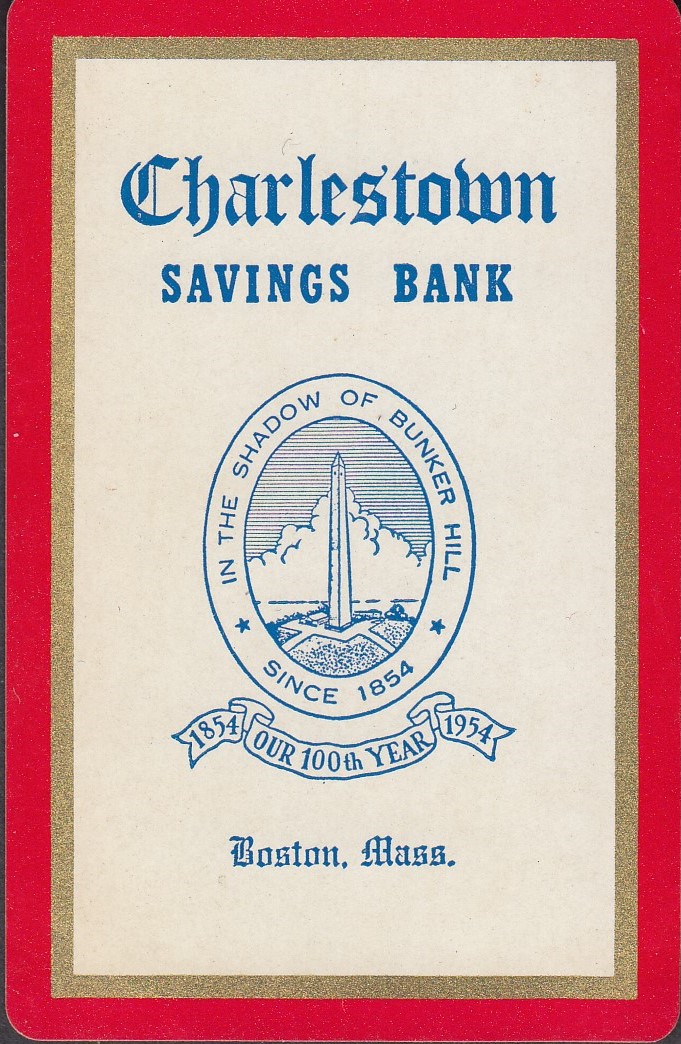 Charlestown
SAVINGS BANK
IN THE SHADOW OF BUNKER HILL
SINCE 1854
1854 OUR 100th YEAR 1954
Boston, Mass.